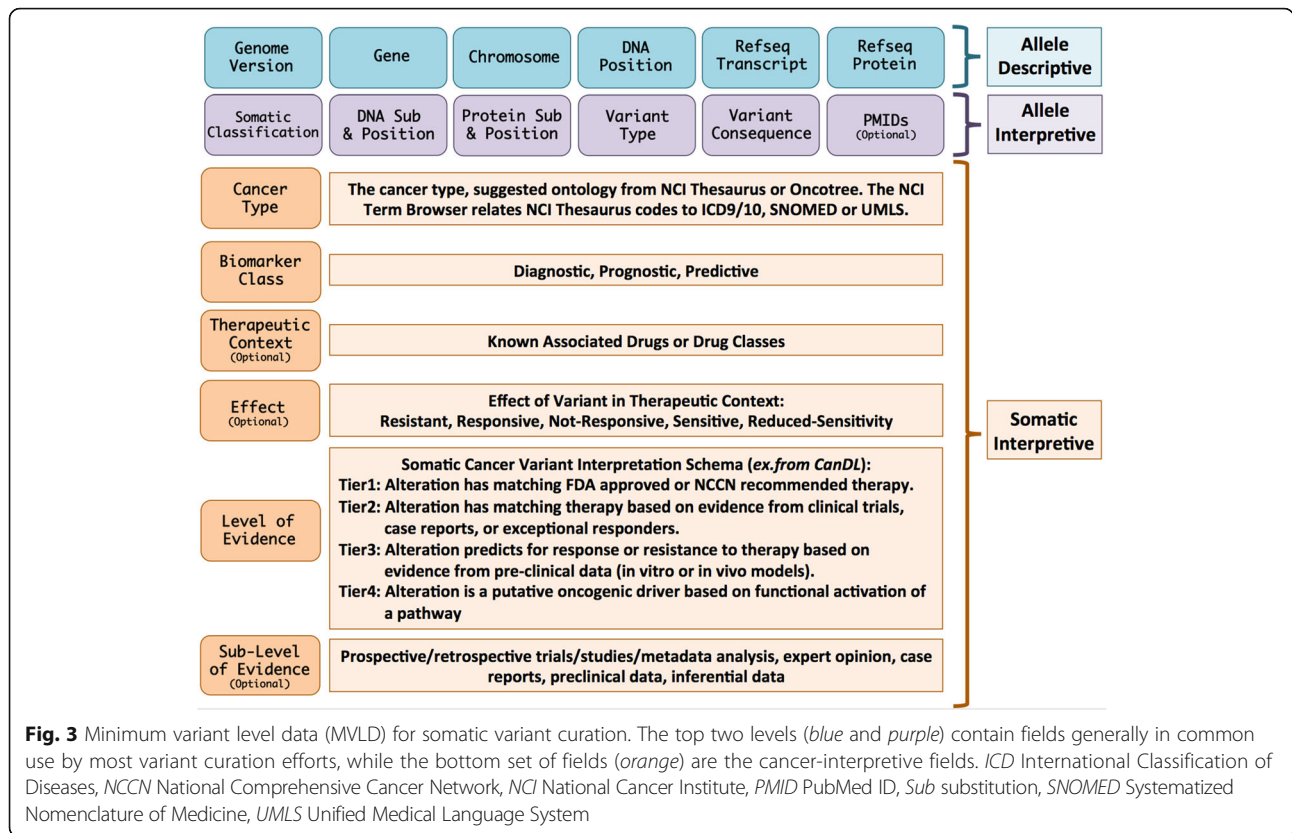 Genome
Version
Gene
Chromosome
DNA
Position
Refseq
Transcript
Refseq
Protein
Allele
Descriptive
Somatic
Classification
DNA Sub
& Position
Protein Sub
& Position
Variant
Type
Variant
Consequence
PMIDs
(Optional)
Allele
Interpretive
Cancer
Type
The cancer type, suggested ontology from NCI Thesaurus or Oncotree. The NCI
Term Browser relates NCI Thesaurus codes to ICD9/10, SNOMED or UMLS.
Biomarker
Class
Diagnostic, Prognostic, Predictive
Therapeutic
Context
(Optional)
Known Associated Drugs or Drug Classes
Effect
(Optional)
Effect of Variant in Therapeutic Context:
Resistant, Responsive, Not-Responsive, Sensitive, Reduced-Sensitivity
Somatic
Interpretive
Level of
Evidence
Somatic Cancer Variant Interpretation Schema (ex.from CanDL):
Tier1: Alteration has matching FDA approved or NCCN recommended therapy.
Tier2: Alteration has matching therapy based on evidence from clinical trials,
case reports, or exceptional responders.
Tier3: Alteration predicts for response or resistance to therapy based on
evidence from pre-clinical data (in vitro or in vivo models).
Tier4: Alteration is a putative oncogenic driver based on functional activation of
a pathway
Sub-Level
of Evidence
(Optional)
Prospective/retrospective trials/studies/metadata analysis, expert opinion, case
reports, preclinical data, inferential data
Fig. 3 Minimum variant level data (MVLD) for somatic variant curation. The top two levels (blue and purple) contain fields generally in common
use by most variant curation efforts, while the bottom set of fields (orange) are the cancer-interpretive fields. ICD International Classification of
Diseases, NCCN National Comprehensive Cancer Network, NCI National Cancer Institute, PMID PubMed ID, Sub substitution, SNOMED Systematized
Nomenclature of Medicine, UMLS Unified Medical Language System